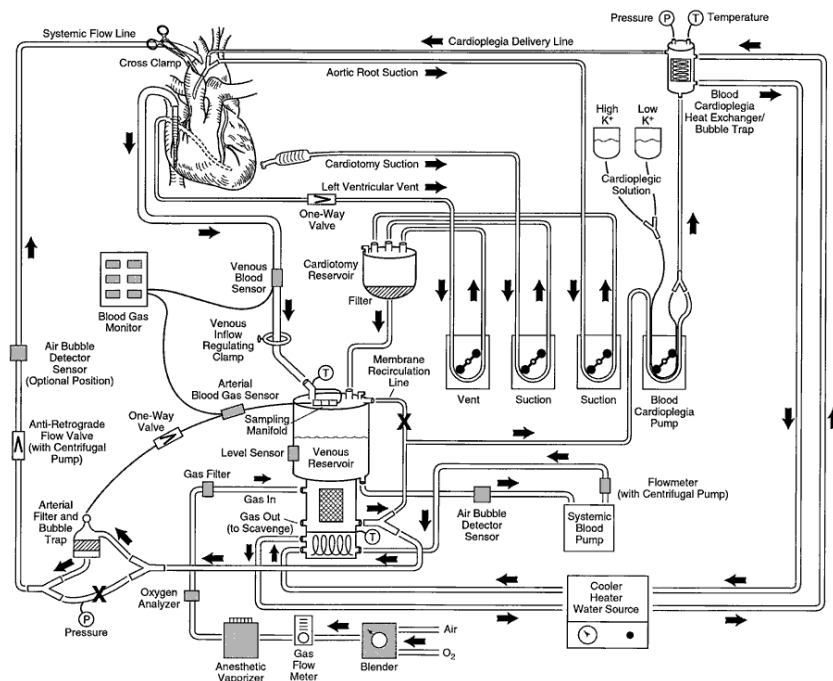 Pressure
P
T
Temperature
Systemic Flow Line
Cross Clamp
Cardioplegia Delivery Line
Aortic Root Suction
Blood
Cardioplegia
Heat Exchanger/
Bubble Trap
High
K+
Low
K+
Cardioplegic
Solution
Cardiotomy Suction
Left Ventricular Vent
One-Way
Valve
Cardiotomy
Reservoir
Filter
Venous
Blood
Sensor
Blood Gas
Monitor
Venous
Inflow
Regulating
Clamp
T
Membrane
Recirculation
Line
Vent
Suction
Suction
Blood
Cardioplegia
Pump
Air Bubble
Detector
Sensor
(Optional Position)
Arterial
Blood Gas Sensor
One-Way
Valve
Sampling
Manifold
X
Anti-Retrograde
Flow Valve
(with Centrifugal
Pump)
Level Sensor
Venous
Reservoir
Gas Filter
Gas In
Flowmeter
(with Centrifugal Pump)
Air Bubble
Detector
Sensor
Systemic
Blood
Pump
Arterial
Filter and
Bubble
Trap
Gas Out
(to Scavenge)
T
X
P
Pressure
Oxygen
Analyzer
Cooler
Heater
Water Source
Anesthetic
Vaporizer
Gas
Flow
Meter
Blender
Air
O2